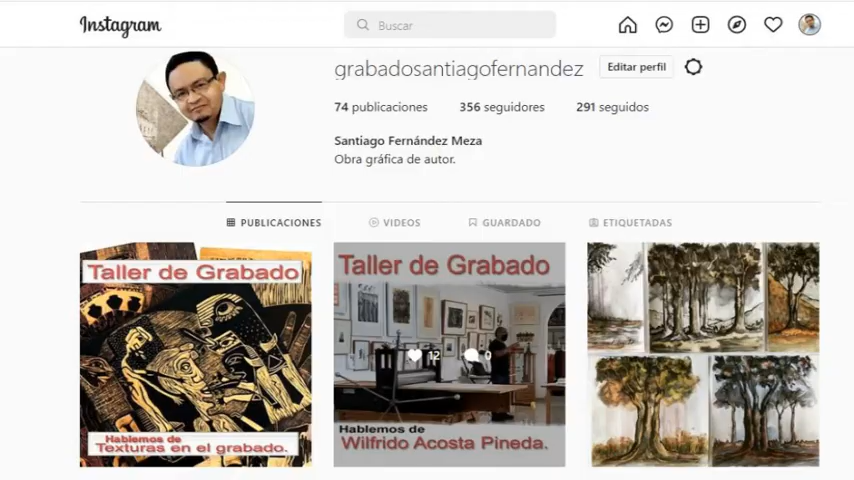 Instagram
Buscar
grabadosantiagofernandez
Editar perfil
74 publicaciones 356 seguidores 291 seguidos
Santiago Fernández Meza
Obra gráfica de autor.
PUBLICACIONES VIDEOS GUARDADO ETIQUETADAS
Taller de Grabado
Hablemos de
Texturas en el grabado.
Taller de Grabado
12 0
Hablemos de
Wilfrido Acosta Pineda.